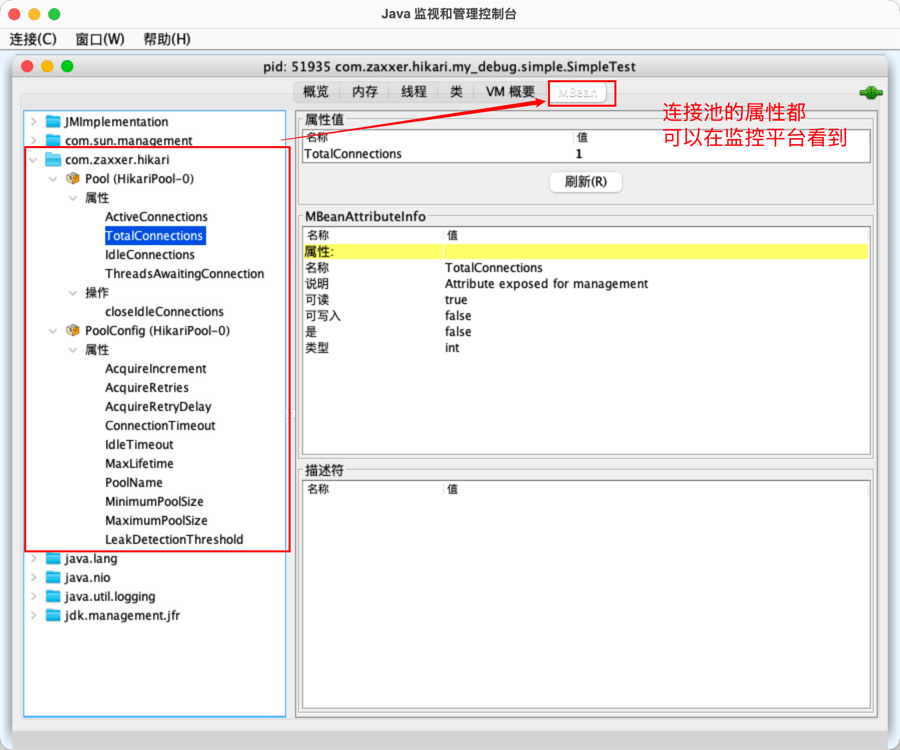 Java 监视和管理控制台
连接(C) 窗口(W) 帮助(H)
pid: 51935 com.zaxxer.hikari.my_debug.simple.SimpleTest
概览 内存 线程 类 VM 概要 MBean
连接池的属性都
可以在监控平台看到
JMImplementation
com.sun.management
com.zaxxer.hikari
Pool (HikariPool-0)
属性
ActiveConnections
TotalConnections
IdleConnections
ThreadsAwaitingConnection
操作
closeIdleConnections
PoolConfig (HikariPool-0)
属性
AcquireIncrement
AcquireRetries
AcquireRetryDelay
ConnectionTimeout
IdleTimeout
MaxLifetime
PoolName
MinimumPoolSize
MaximumPoolSize
LeakDetectionThreshold
java.lang
java.nio
java.util.logging
jdk.management.jfr
属性值
名称 值
TotalConnections 1
刷新(R)
MBeanAttributeInfo
名称 值
属性:
名称 TotalConnections
说明 Attribute exposed for management
可读 true
可写入 false
是 false
类型 int
描述符
名称 值